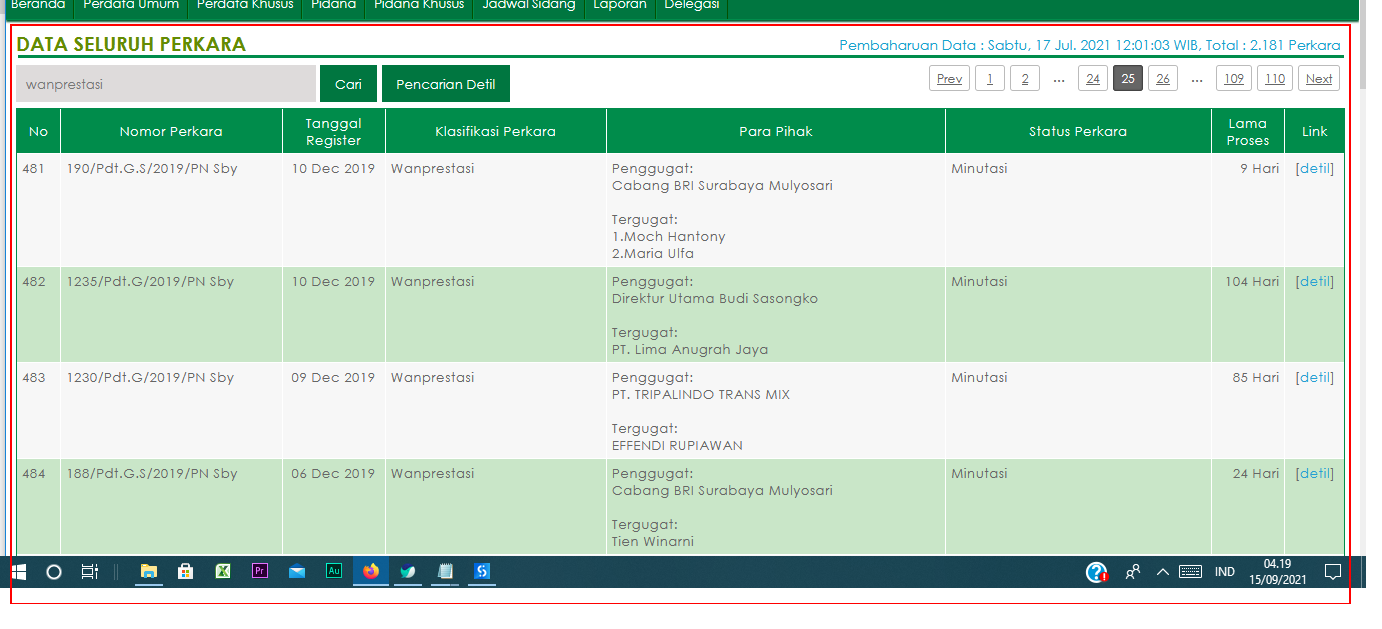 Beranda Perdata Umum Perdata Khusus Pidana Pidana Khusus Jadwal Sidang Laporan Delegasi
DATA SELURUH PERKARA
Pembaharuan Data : Sabtu, 17 Jul. 2021 12:01:03 WIB, Total : 2.181 Perkara
wanprestasi Cari Pencarian Detil Prev 1 2 ... 24 25 26 ... 109 110 Next
No Nomor Perkara Tanggal Register Klasifikasi Perkara Para Pihak Status Perkara Lama Proses Link
481 190/Pdt.G.S/2019/PN Sby 10 Dec 2019 Wanprestasi Penggugat: Minutasi 9 Hari [detil]
Cabang BRI Surabaya Mulyosari
Tergugat:
1.Moch Hantony
2.Maria Ulfa
482 1235/Pdt.G/2019/PN Sby 10 Dec 2019 Wanprestasi Penggugat: Minutasi 104 Hari [detil]
Direktur Utama Budi Sasongko
Tergugat:
PT. Lima Anugrah Jaya
483 1230/Pdt.G/2019/PN Sby 09 Dec 2019 Wanprestasi Penggugat: Minutasi 85 Hari [detil]
PT. TRIPALINDO TRANS MIX
Tergugat:
EFFENDI RUPIAWAN
484 188/Pdt.G.S/2019/PN Sby 06 Dec 2019 Wanprestasi Penggugat: Minutasi 24 Hari [detil]
Cabang BRI Surabaya Mulyosari
Tergugat:
Tien Winarni
Pr Au S IND 04.19
15/09/2021